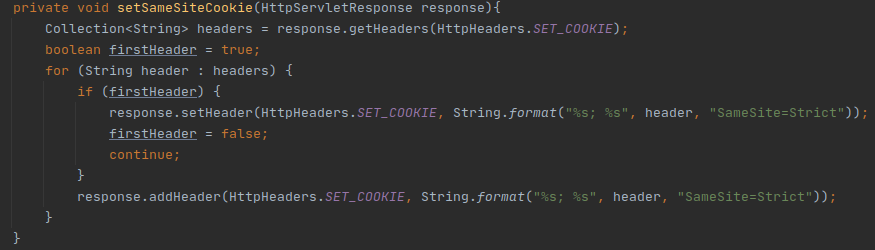 private void setSameSiteCookie(HttpServletResponse response){
    Collection<String> headers = response.getHeaders(HttpHeaders.SET_COOKIE);
    boolean firstHeader = true;
    for (String header : headers) {
        if (firstHeader) {
            response.setHeader(HttpHeaders.SET_COOKIE, String.format("%s; %s", header, "SameSite=Strict"));
            firstHeader = false;
            continue;
        }
        response.addHeader(HttpHeaders.SET_COOKIE, String.format("%s; %s", header, "SameSite=Strict"));
    }
}